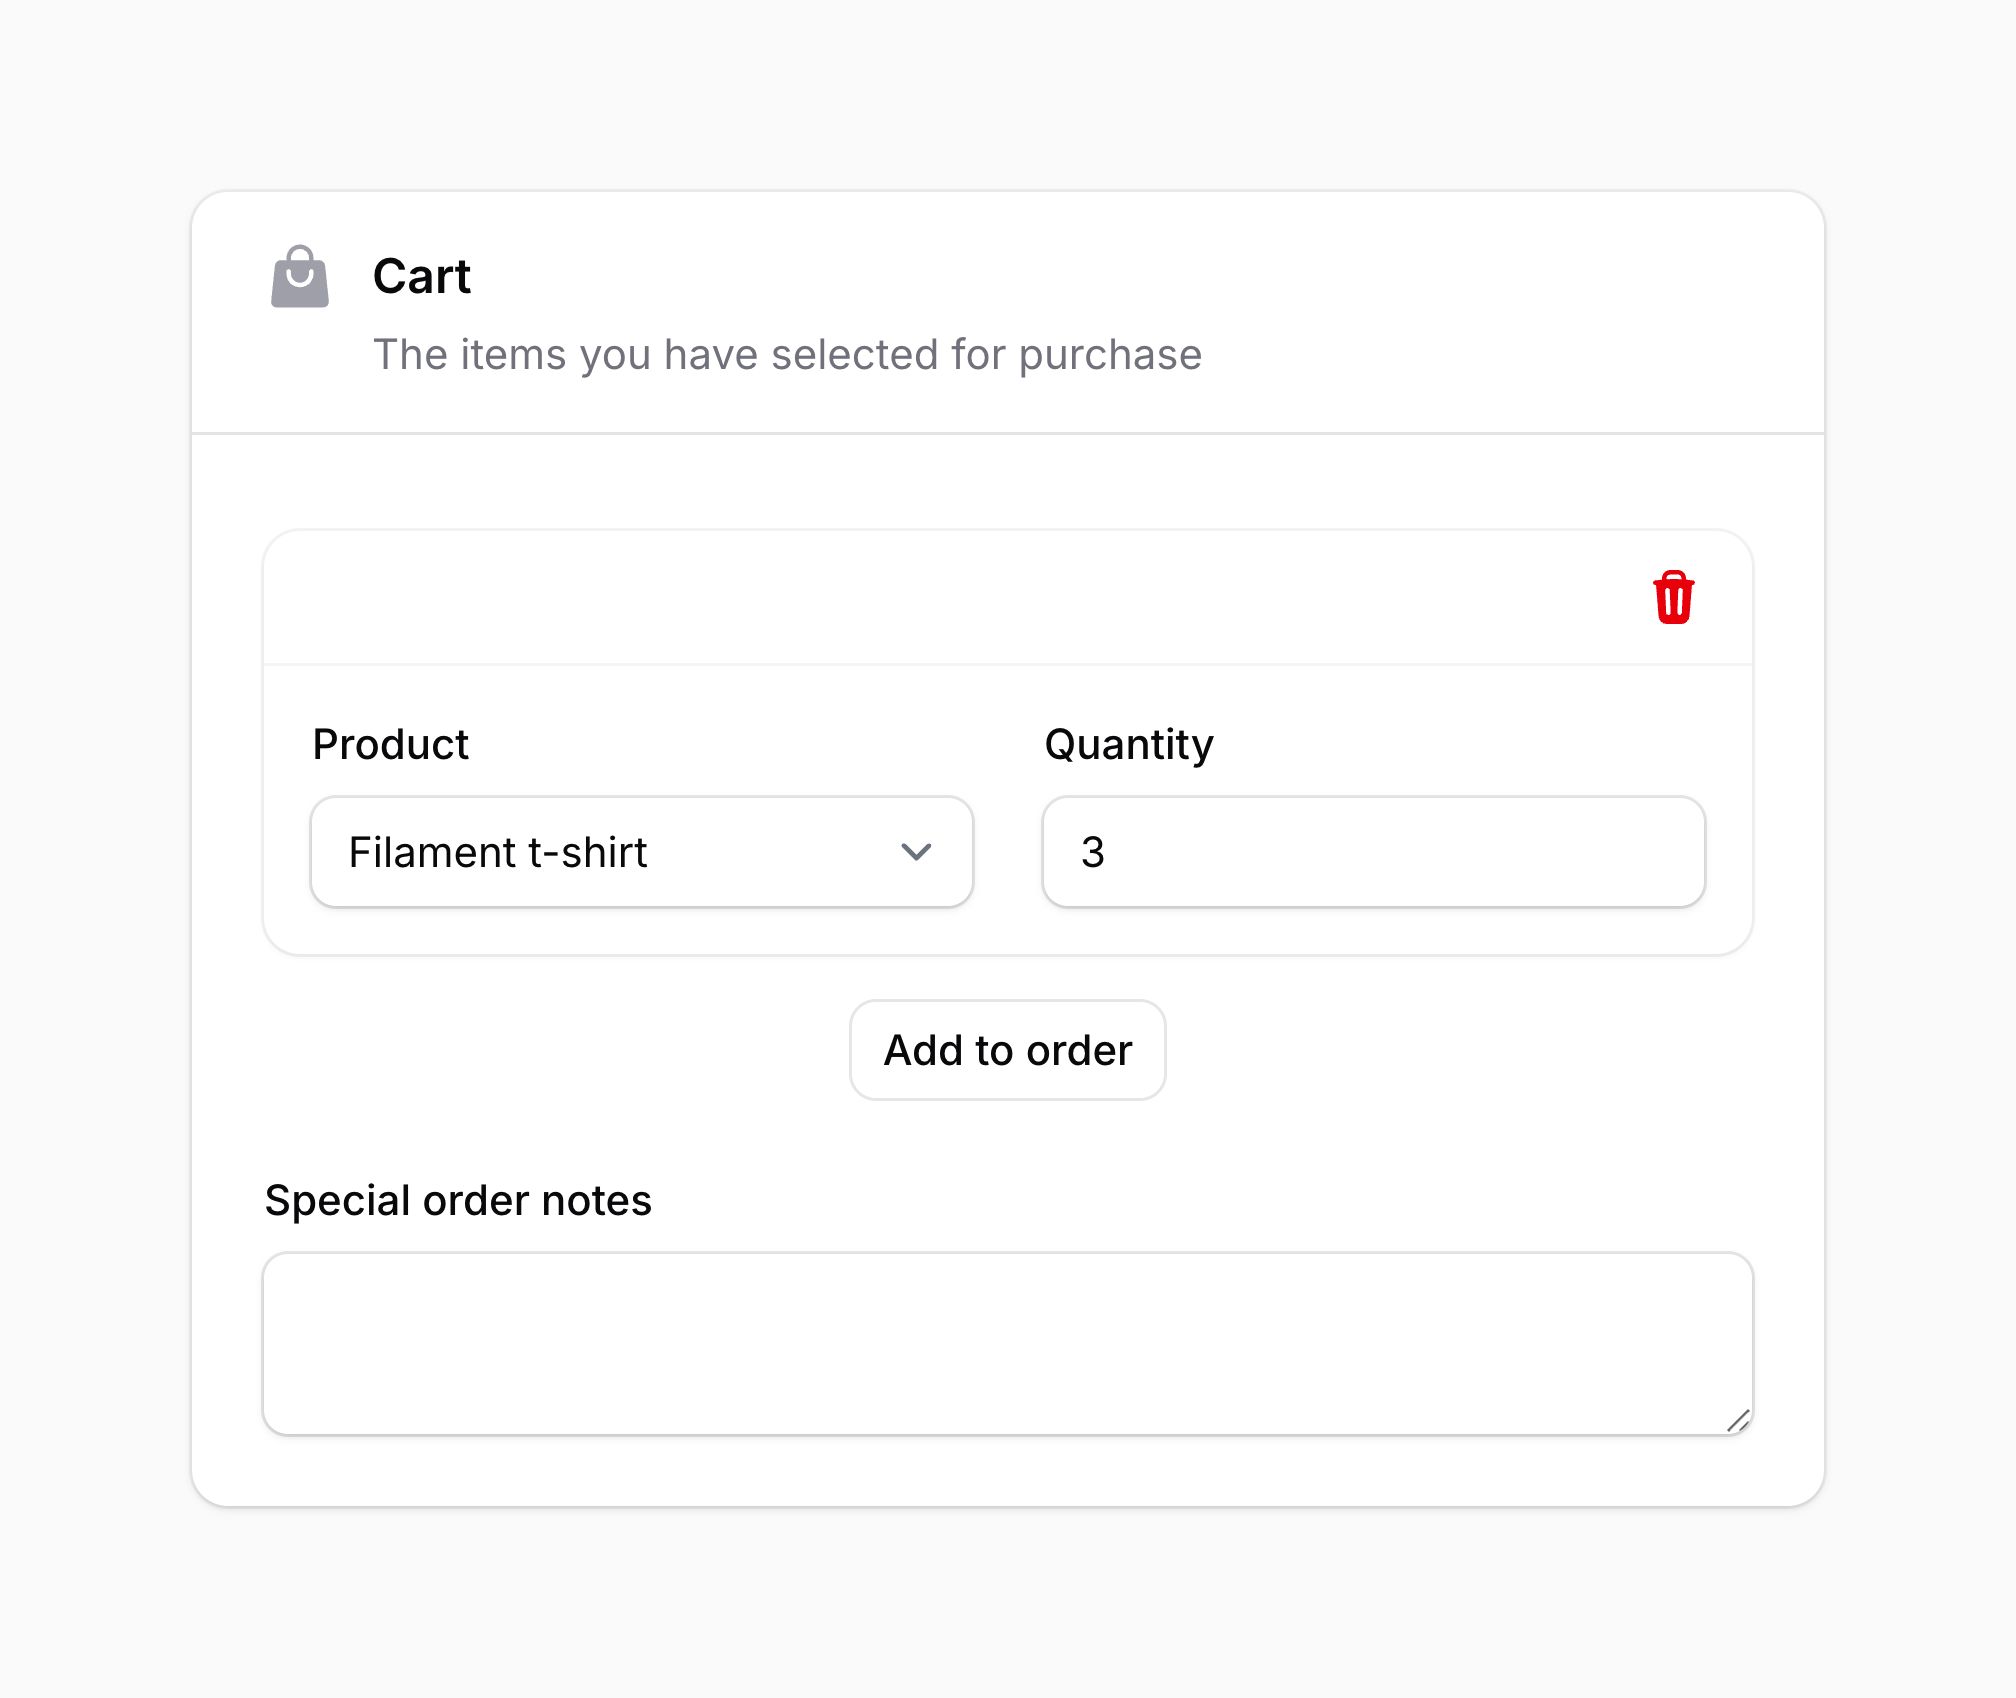 Cart
The items you have selected for purchase
Product
Quantity
Filament t-shirt
3
Add to order
Special order notes